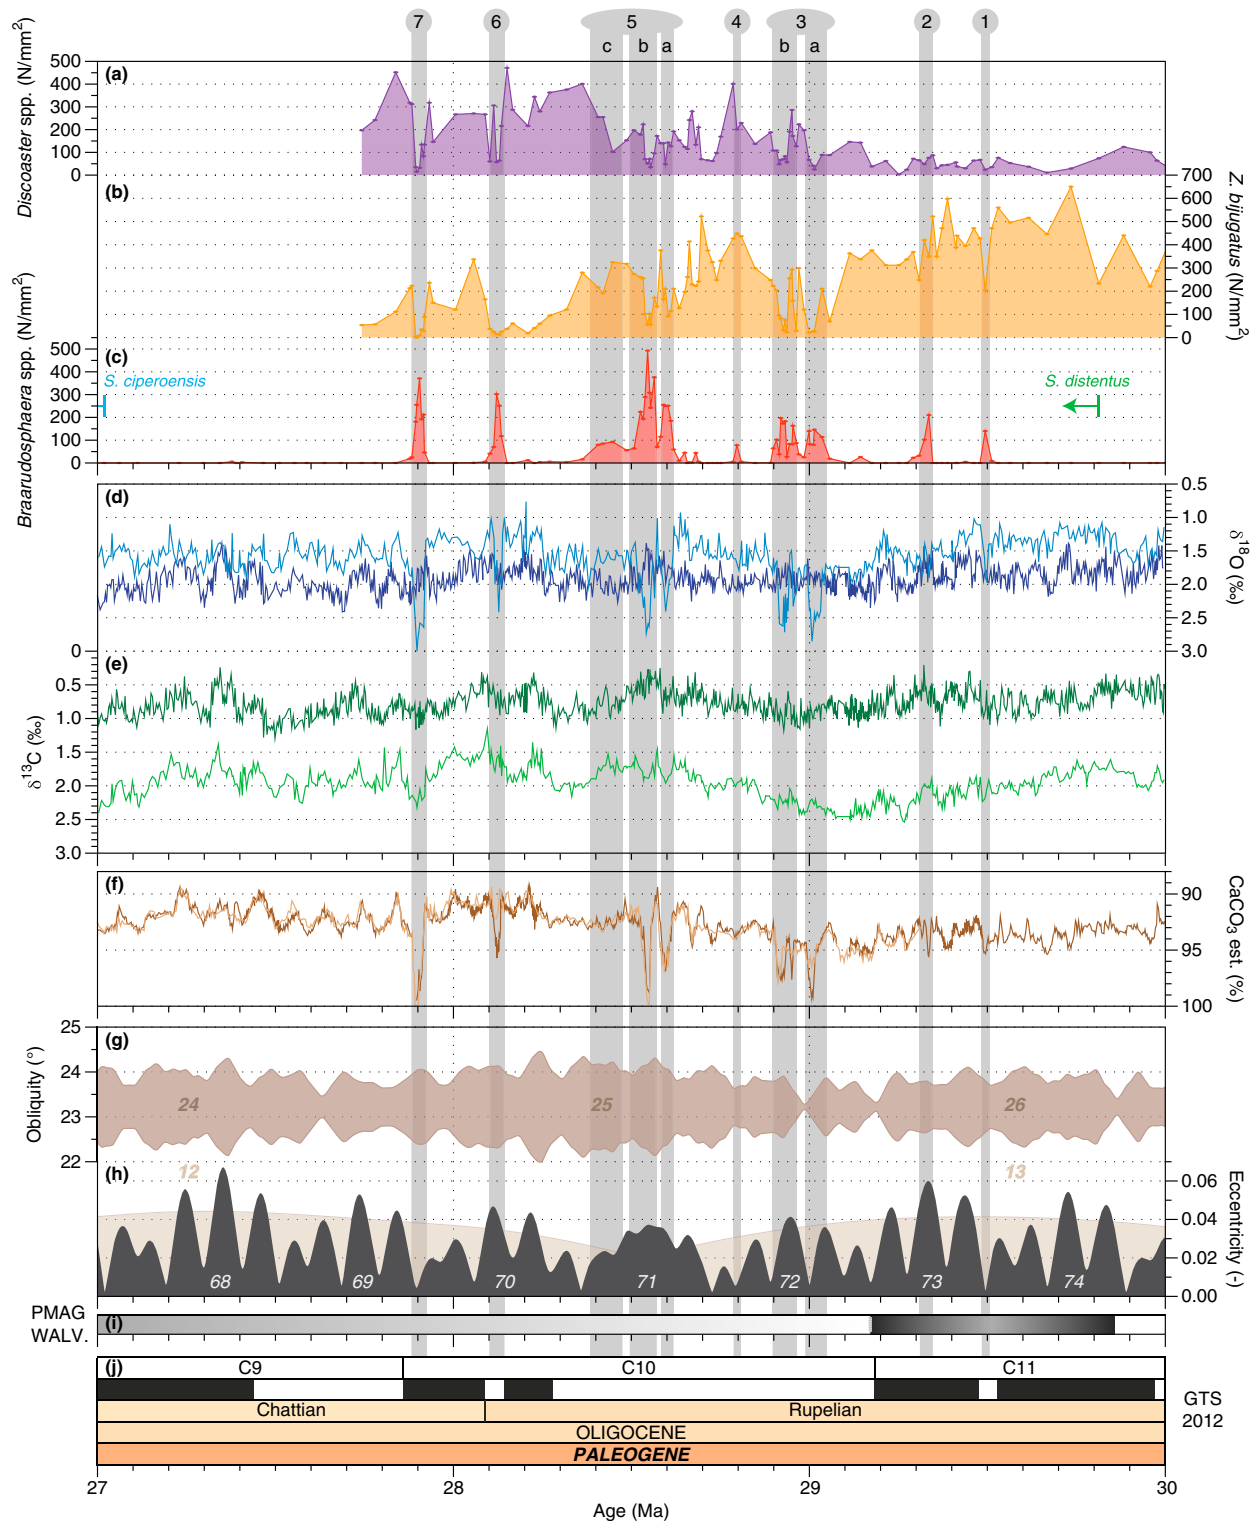 7 6 5 4 3 2 1
c b a b a
(a)
Discoaster spp. (N/mm²)
500
400
300
200
100
0
(b)
Z. bijugatus (N/mm²)
700
600
500
400
300
200
100
0
(c)
Braarudosphaera spp. (N/mm²)
500
400
300
200
100
0
S. ciperoensis
S. distentus
(d)
δ¹⁸O (‰)
0.5
1.0
1.5
2.0
2.5
3.0
(e)
δ¹³C (‰)
0
0.5
1.0
1.5
2.0
2.5
3.0
(f)
CaCO₃ est. (%)
90
95
100
(g)
Obliquity (°)
25
24
23
22
24 25 26
(h)
12 13
Eccentricity (-)
0.06
0.04
0.02
0.00
68 69 70 71 72 73 74
PMAG
WALV.
(i)
(j)
C9 C10 C11
Chattian Rupelian
OLIGOCENE
PALEOGENE
GTS
2012
27 28 29 30
Age (Ma)